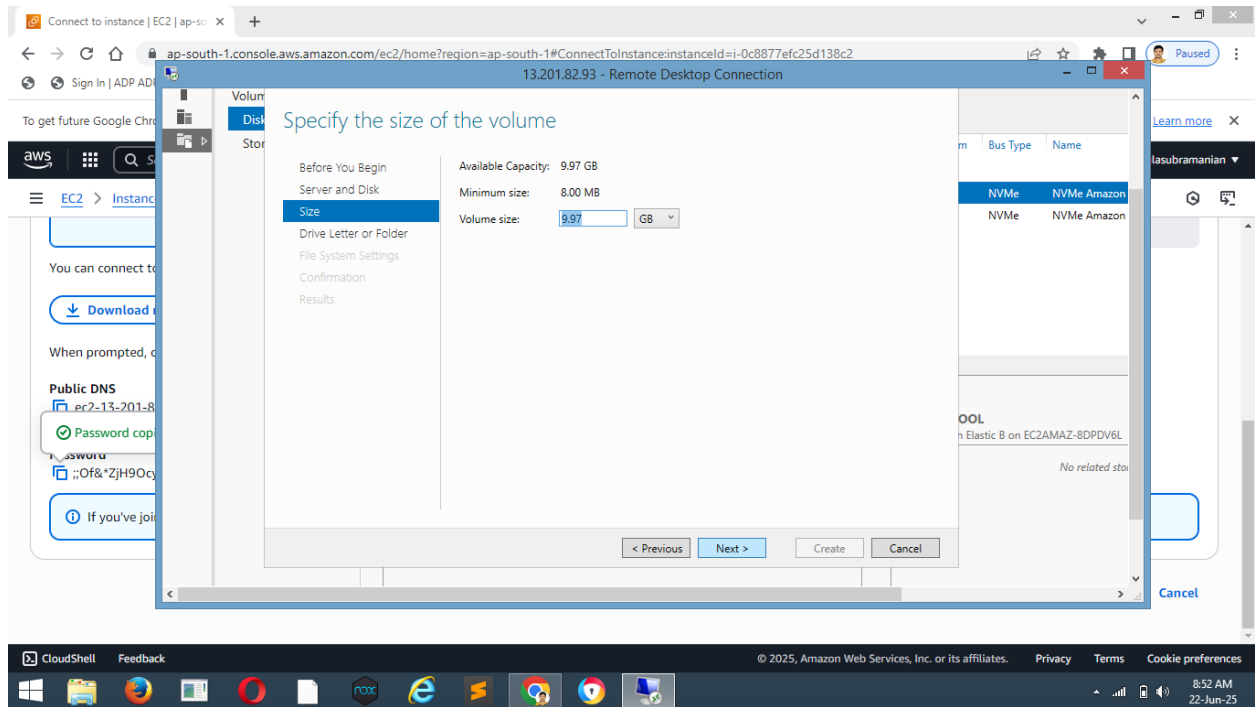 Connect to instance | EC2 | ap-so
ap-south-1.console.aws.amazon.com/ec2/home?region=ap-south-1#ConnectToInstance:instanceId=i-0c8877efc25d138c2
Paused
Sign In | ADP AD
13.201.82.93 - Remote Desktop Connection
To get future Google Chr
Learn more
aws
lasubramanian
EC2 > Instanc
Volum
Disk
Stor
Specify the size of the volume
Before You Begin
Server and Disk
Size
Drive Letter or Folder
File System Settings
Confirmation
Results
Available Capacity: 9.97 GB
Minimum size: 8.00 MB
Volume size: 9.97 GB
m Bus Type Name
NVMe NVMe Amazon
NVMe NVMe Amazon
OOL
n Elastic B on EC2AMAZ-8DPDV6L
No related sto
< Previous Next > Create Cancel
You can connect to
Download
When prompted, c
Public DNS
ec2-13-201-8
Password copi
;;Of&*ZjH9Ocy
If you've joi
Cancel
CloudShell Feedback
© 2025, Amazon Web Services, Inc. or its affiliates. Privacy Terms Cookie preferences
nox
8:52 AM
22-Jun-25